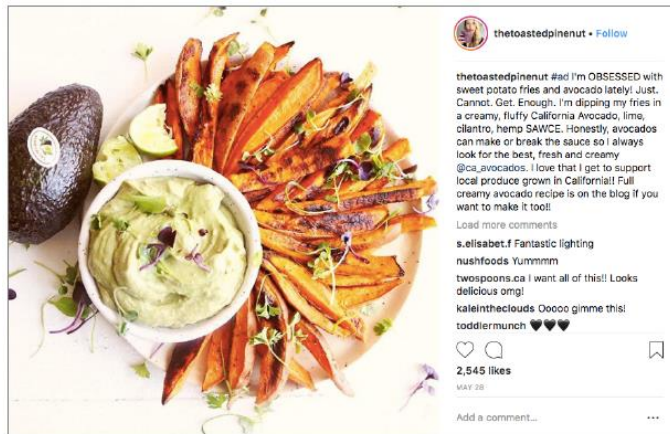 thetoastedpinenut • Follow
thetoastedpinenut #ad I'm OBSESSED with
sweet potato fries and avocado lately! Just.
Cannot. Get. Enough. I'm dipping my fries in
a creamy, fluffy California Avocado, lime,
cilantro, hemp SAWCE. Honestly, avocados
can make or break the sauce so I always
look for the best, fresh and creamy
@ca_avocados. I love that I get to support
local produce grown in California!! Full
creamy avocado recipe is on the blog if you
want to make it too!!
Load more comments
s.elisabet.f Fantastic lighting
nushfoods Yummmm
twospoons.ca I want all of this!! Looks
delicious omg!
kaleintheclouds Ooooo gimme this!
toddlermunch 🖤🖤🖤
2,545 likes
MAY 28
Add a comment...